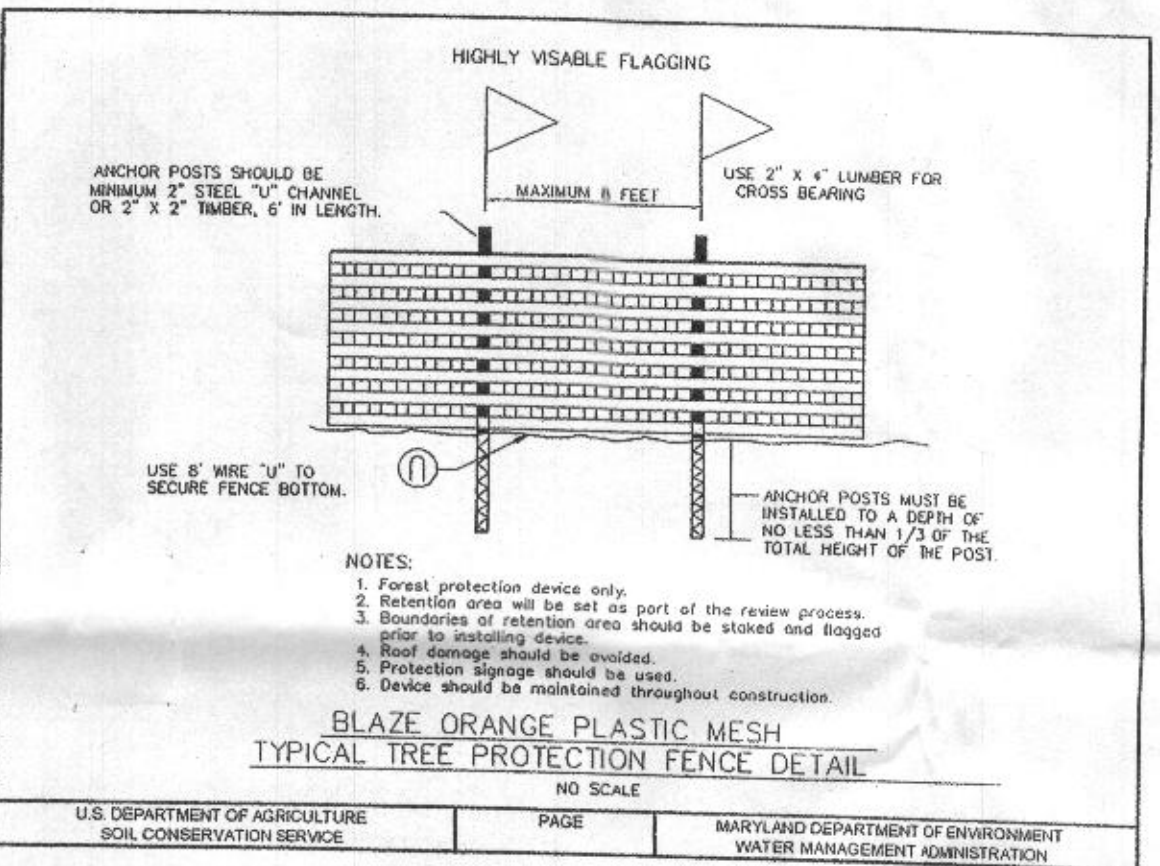 HIGHLY VISABLE FLAGGING
ANCHOR POSTS SHOULD BE
MINIMUM 2" STEEL "U" CHANNEL
OR 2" X 2" TIMBER, 6' IN LENGTH.
MAXIMUM 8 FEET
USE 2" X 4" LUMBER FOR
CROSS BEARING
USE 8' WIRE "U" TO
SECURE FENCE BOTTOM.
ANCHOR POSTS MUST BE
INSTALLED TO A DEPTH OF
NO LESS THAN 1/3 OF THE
TOTAL HEIGHT OF THE POST.
NOTES:
1. Forest protection device only.
2. Retention area will be set as part of the review process.
3. Boundaries of retention area should be staked and flagged
prior to installing device.
4. Roof damage should be avoided.
5. Protection signage should be used.
6. Device should be maintained throughout construction.
BLAZE ORANGE PLASTIC MESH
TYPICAL TREE PROTECTION FENCE DETAIL
NO SCALE
U.S. DEPARTMENT OF AGRICULTURE
SOIL CONSERVATION SERVICE
PAGE
MARYLAND DEPARTMENT OF ENVIRONMENT
WATER MANAGEMENT ADMINISTRATION